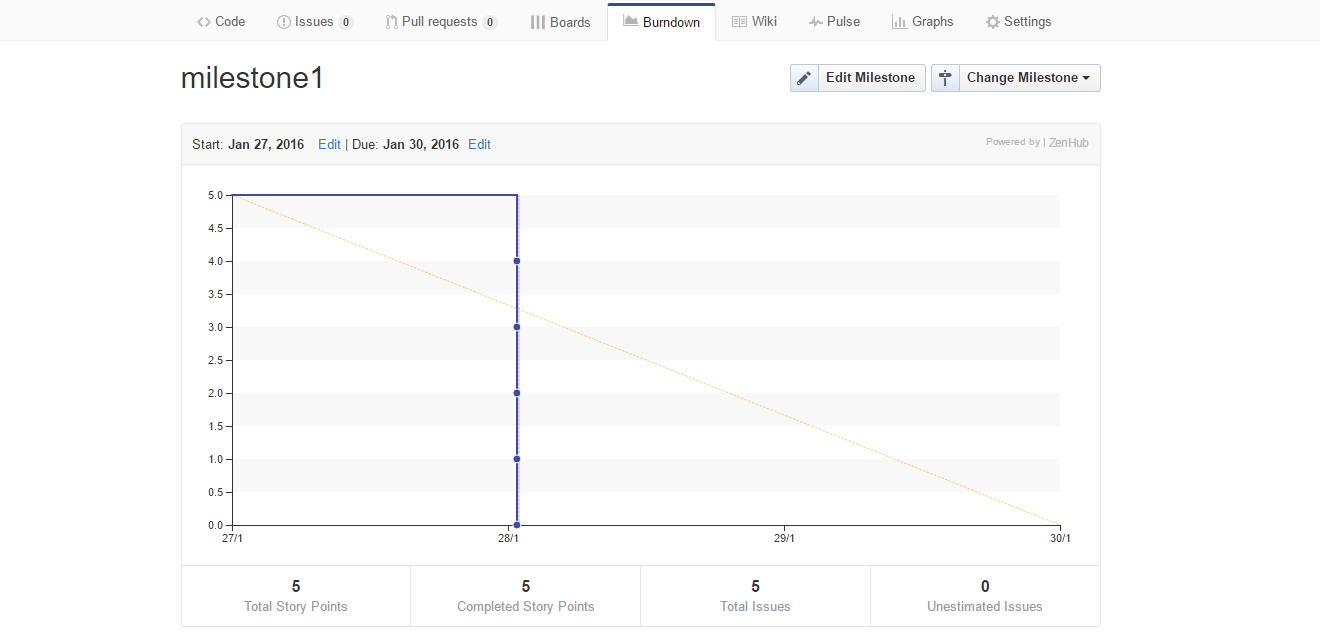 Code Issues 0 Pull requests 0 Boards Burndown Wiki Pulse Graphs Settings
milestone1 Edit Milestone Change Milestone
Start: Jan 27, 2016 Edit | Due: Jan 30, 2016 Edit Powered by | ZenHub
5.0
4.5
4.0
3.5
3.0
2.5
2.0
1.5
1.0
0.5
0.0
27/1 28/1 29/1 30/1
5 5 5 0
Total Story Points Completed Story Points Total Issues Unestimated Issues